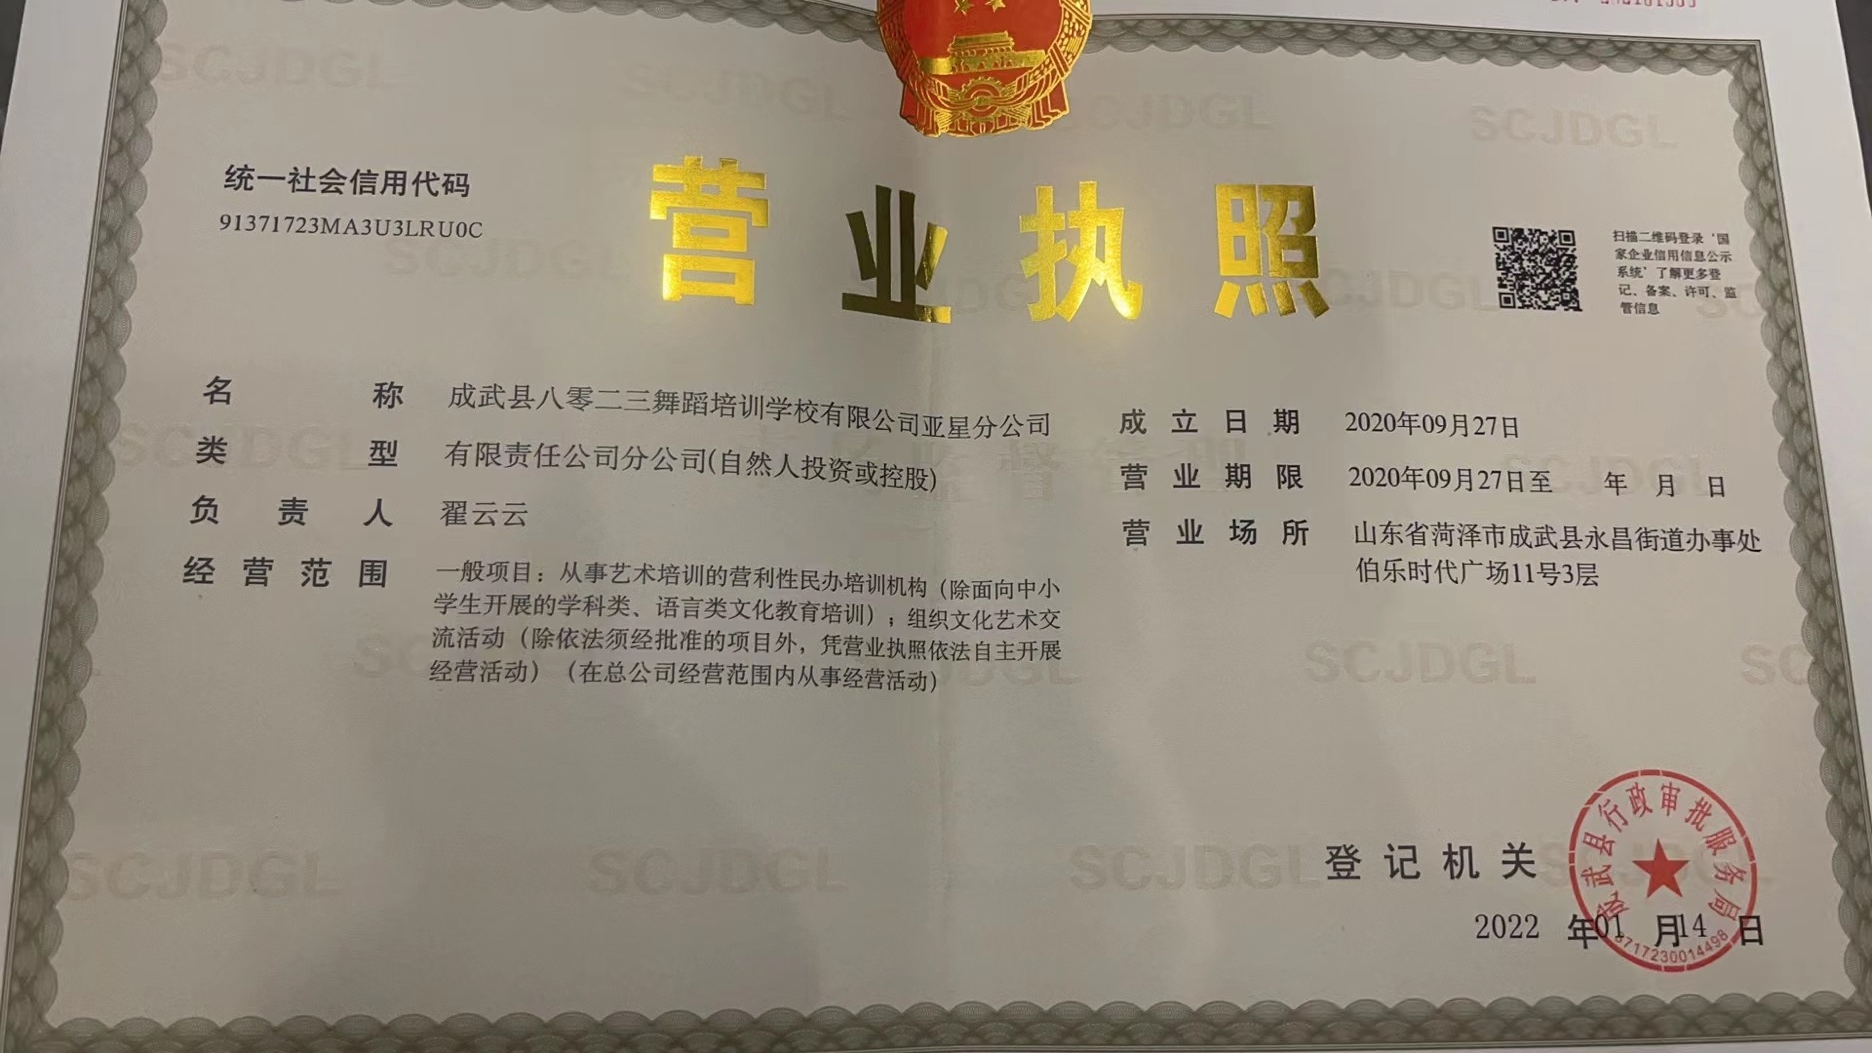 统一社会信用代码
91371723MA3U3LRU0C
营业执照
扫描二维码登录‘国
家企业信用信息公示
系统’了解更多登
记、备案、许可、监
管信息
名称 成武县八零二三舞蹈培训学校有限公司亚星分公司
类型 有限责任公司分公司(自然人投资或控股)
负责人 翟云云
经营范围 一般项目：从事艺术培训的营利性民办培训机构（除面向中小
学生开展的学科类、语言类文化教育培训）；组织文化艺术交
流活动（除依法须经批准的项目外，凭营业执照依法自主开展
经营活动）（在总公司经营范围内从事经营活动）
成立日期 2020年09月27日
营业期限 2020年09月27日至 年 月 日
营业场所 山东省菏泽市成武县永昌街道办事处
伯乐时代广场11号3层
登记机关
成武县行政审批服务局
3717230014498
2022 年01 月14 日
SCJDGL